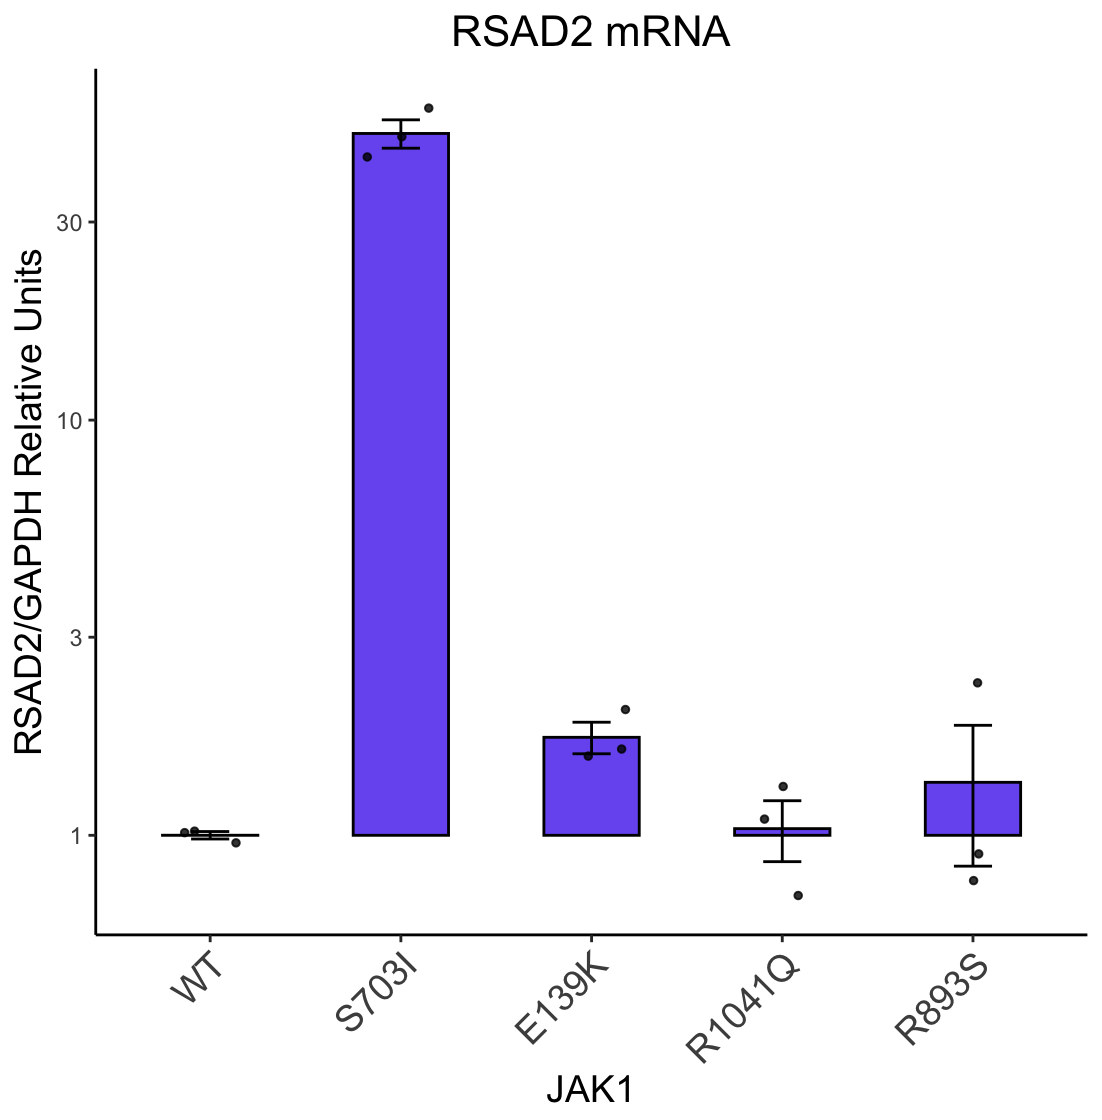 RSAD2 mRNA
RSAD2/GAPDH Relative Units
30
10
3
1
WT
S703I
E139K
R1041Q
R893S
JAK1